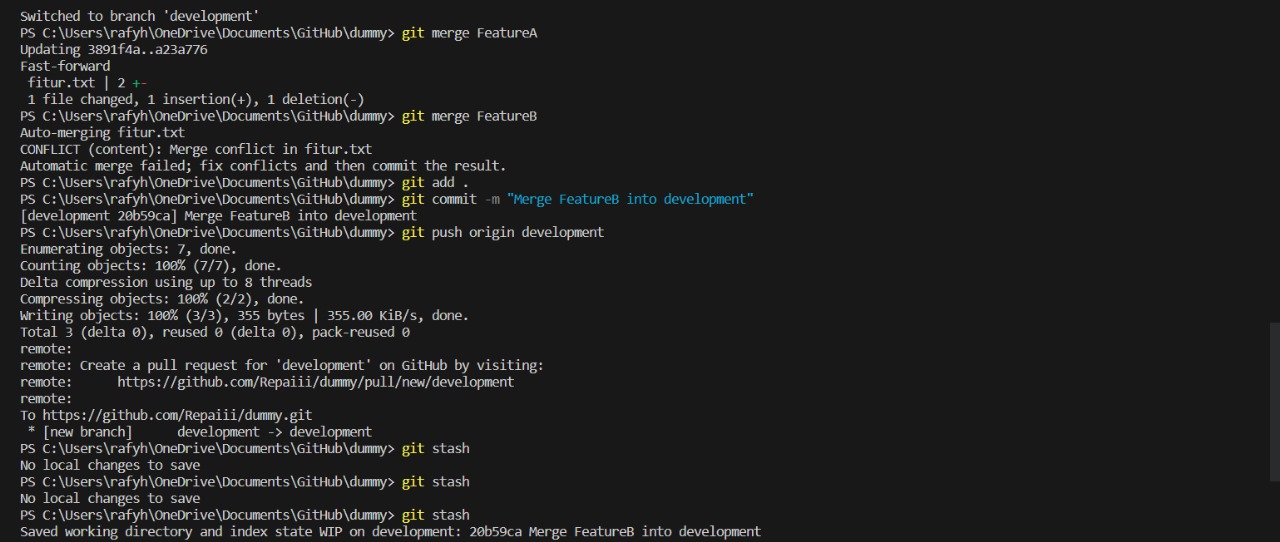 Switched to branch 'development'
PS C:\Users\rafyh\OneDrive\Documents\GitHub\dummy> git merge FeatureA
Updating 3891f4a..a23a776
Fast-forward
 fitur.txt | 2 +-
 1 file changed, 1 insertion(+), 1 deletion(-)
PS C:\Users\rafyh\OneDrive\Documents\GitHub\dummy> git merge FeatureB
Auto-merging fitur.txt
CONFLICT (content): Merge conflict in fitur.txt
Automatic merge failed; fix conflicts and then commit the result.
PS C:\Users\rafyh\OneDrive\Documents\GitHub\dummy> git add .
PS C:\Users\rafyh\OneDrive\Documents\GitHub\dummy> git commit -m "Merge FeatureB into development"
[development 20b59ca] Merge FeatureB into development
PS C:\Users\rafyh\OneDrive\Documents\GitHub\dummy> git push origin development
Enumerating objects: 7, done.
Counting objects: 100% (7/7), done.
Delta compression using up to 8 threads
Compressing objects: 100% (2/2), done.
Writing objects: 100% (3/3), 355 bytes | 355.00 KiB/s, done.
Total 3 (delta 0), reused 0 (delta 0), pack-reused 0
remote:
remote: Create a pull request for 'development' on GitHub by visiting:
remote:      https://github.com/Repaiii/dummy/pull/new/development
remote:
To https://github.com/Repaiii/dummy.git
 * [new branch]      development -> development
PS C:\Users\rafyh\OneDrive\Documents\GitHub\dummy> git stash
No local changes to save
PS C:\Users\rafyh\OneDrive\Documents\GitHub\dummy> git stash
No local changes to save
PS C:\Users\rafyh\OneDrive\Documents\GitHub\dummy> git stash
Saved working directory and index state WIP on development: 20b59ca Merge FeatureB into development